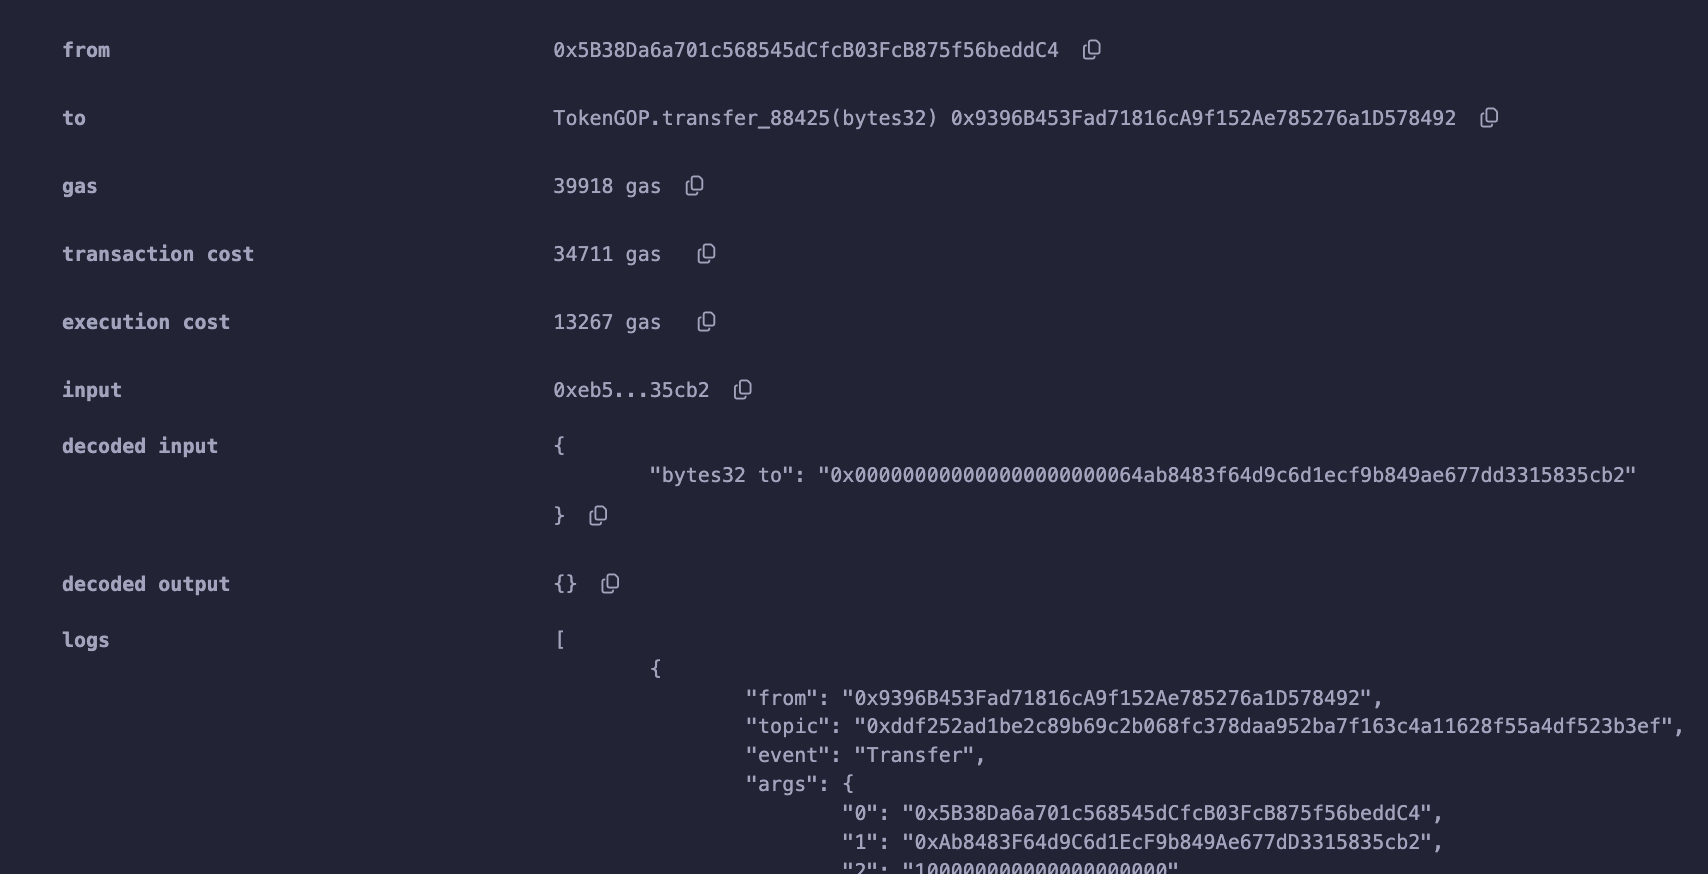 from 0x5B38Da6a701c568545dCfcB03FcB875f56beddC4
to TokenGOP.transfer_88425(bytes32) 0x9396B453Fad71816cA9f152Ae785276a1D578492
gas 39918 gas
transaction cost 34711 gas
execution cost 13267 gas
input 0xeb5...35cb2
decoded input {
"bytes32 to": "0x000000000000000000000064ab8483f64d9c6d1ecf9b849ae677dd3315835cb2"
}
decoded output {}
logs [
{
"from": "0x9396B453Fad71816cA9f152Ae785276a1D578492",
"topic": "0xddf252ad1be2c89b69c2b068fc378daa952ba7f163c4a11628f55a4df523b3ef",
"event": "Transfer",
"args": {
"0": "0x5B38Da6a701c568545dCfcB03FcB875f56beddC4",
"1": "0xAb8483F64d9C6d1EcF9b849Ae677dD3315835cb2",
"2": "100000000000000000000"